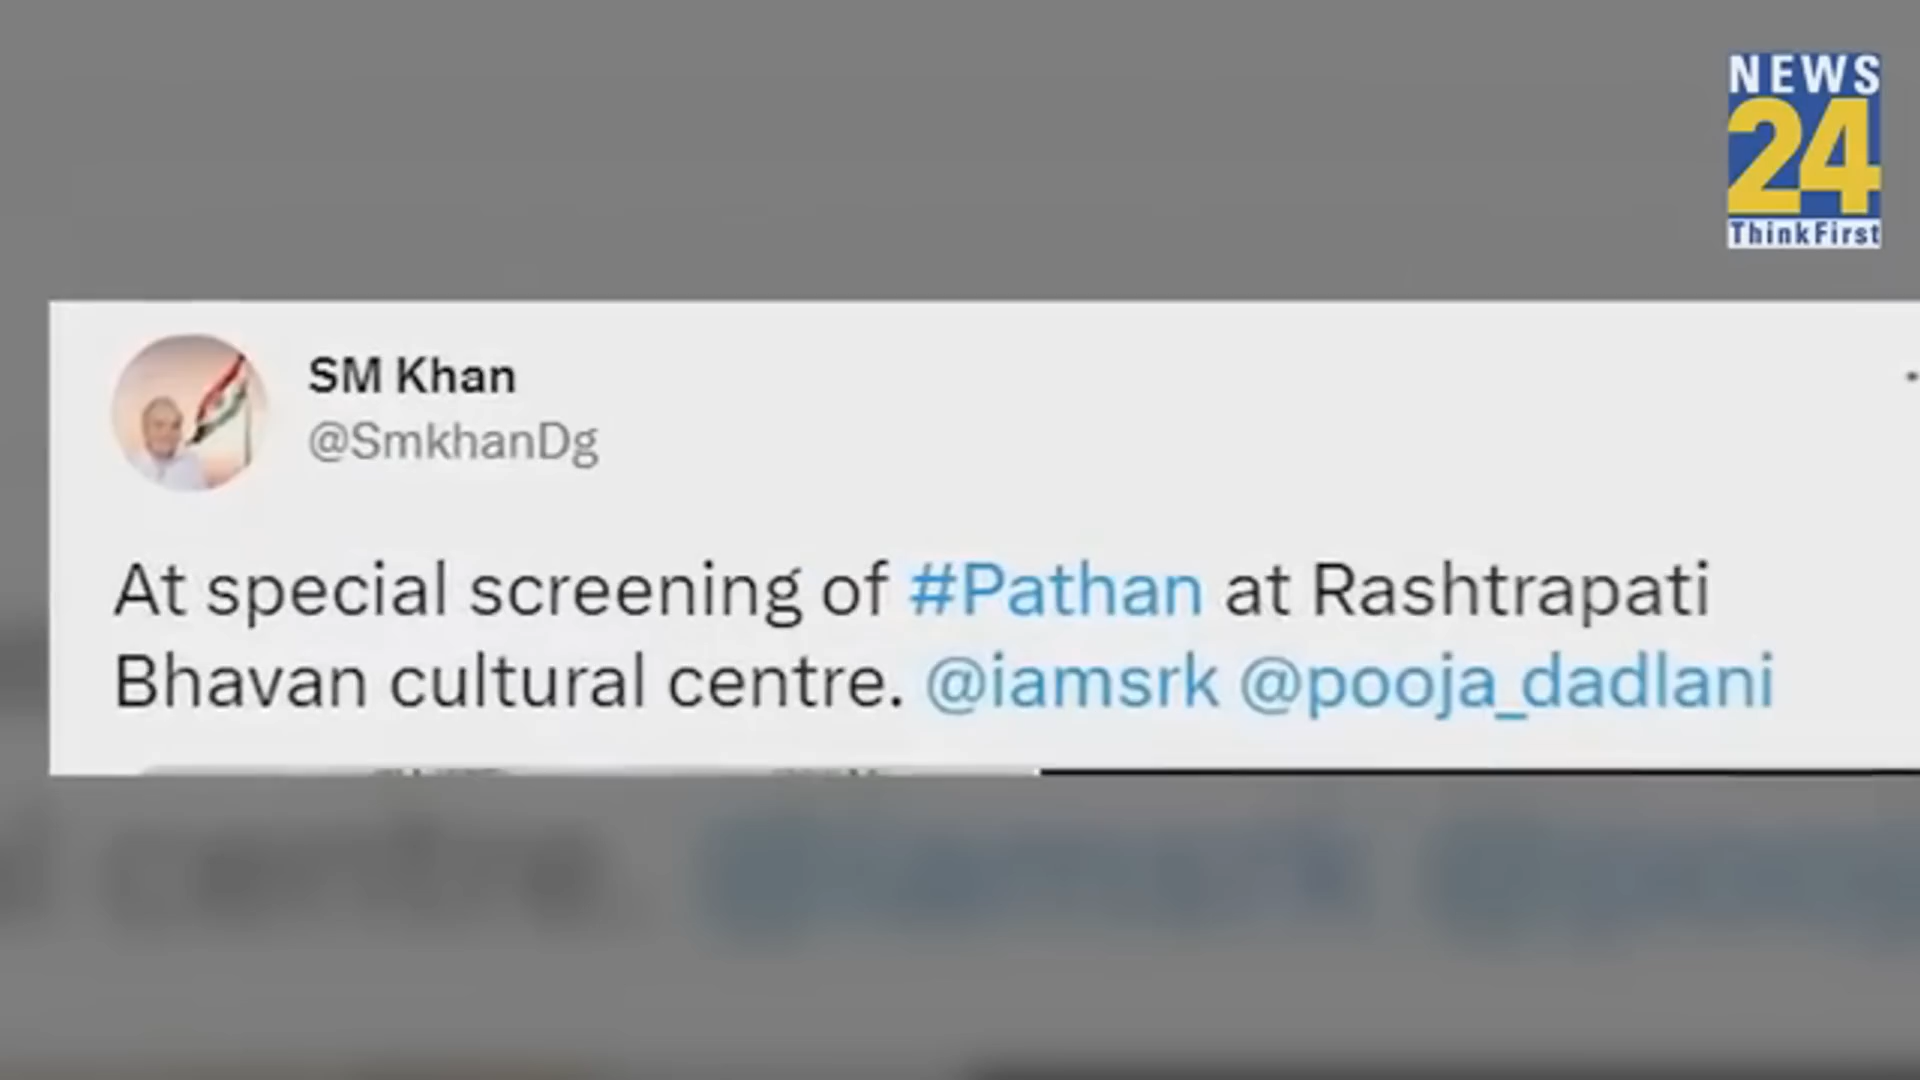 NEWS
24
ThinkFirst
SM Khan
@SmkhanDg
At special screening of #Pathan at Rashtrapati
Bhavan cultural centre. @iamsrk @pooja_dadlani